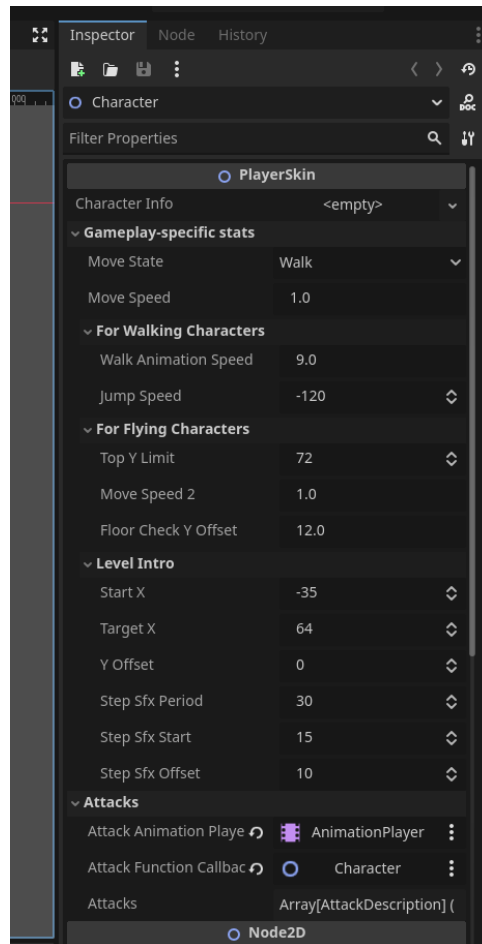 Inspector Node History
Character
DOC
Filter Properties
PlayerSkin
Character Info <empty>
Gameplay-specific stats
Move State Walk
Move Speed 1.0
For Walking Characters
Walk Animation Speed 9.0
Jump Speed -120
For Flying Characters
Top Y Limit 72
Move Speed 2 1.0
Floor Check Y Offset 12.0
Level Intro
Start X -35
Target X 64
Y Offset 0
Step Sfx Period 30
Step Sfx Start 15
Step Sfx Offset 10
Attacks
Attack Animation Playe AnimationPlayer
Attack Function Callbac Character
Attacks Array[AttackDescription] (
Node2D